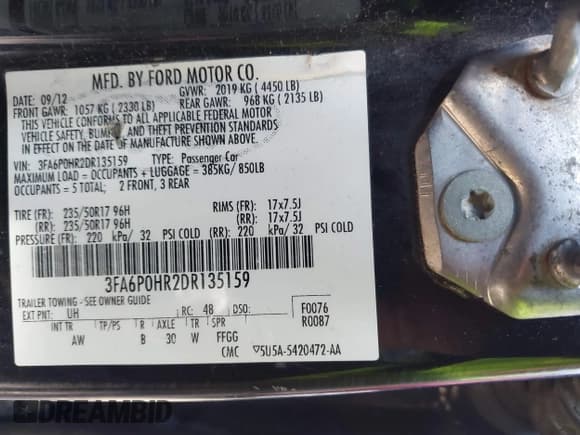 MFD. BY FORD MOTOR CO.
DATE: 09/12 GVWR: 2019 KG ( 4450 LB)
FRONT GAWR: 1057 KG ( 2330 LB) REAR GAWR: 968 KG ( 2135 LB)
THIS VEHICLE CONFORMS TO ALL APPLICABLE FEDERAL MOTOR
VEHICLE SAFETY, BUMPER, AND THEFT PREVENTION STANDARDS
IN EFFECT ON THE DATE OF MANUFACTURE SHOWN ABOVE.
VIN: 3FA6P0HR2DR135159 TYPE: Passenger Car
MAXIMUM LOAD = OCCUPANTS + LUGGAGE = 385KG/ 850LB
OCCUPANTS = 5 TOTAL; 2 FRONT, 3 REAR
TIRE (FR): 235/50R17 96H RIMS (FR): 17x7.5J
(RR): 235/50R17 96H (RR): 17x7.5J
PRESSURE (FR): 220 kPa/ 32 PSI COLD (RR): 220 kPa/ 32 PSI COLD
3FA6P0HR2DR135159
TRAILER TOWING - SEE OWNER GUIDE
EXT PNT: UH RC: 48 DSO: F0076
R0087
INT TR TP/PS R AXLE TR SPR
AW B 30 W FFGG
CMC ▽5U5A-5420472-AA
DREAMBID